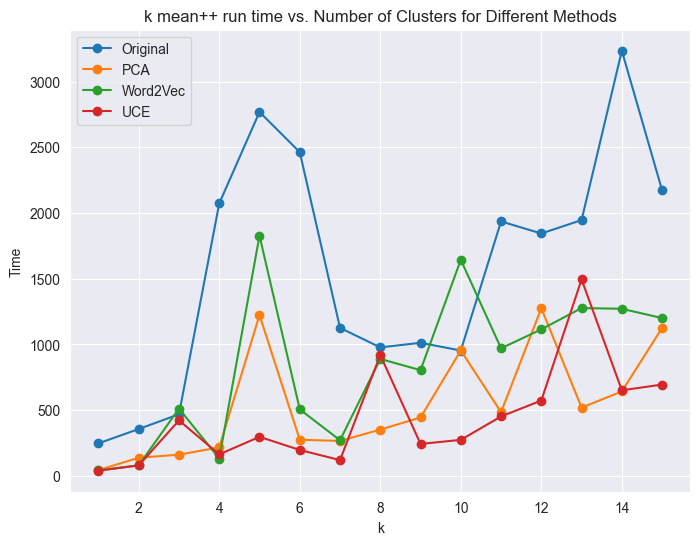 k mean++ run time vs. Number of Clusters for Different Methods
Original
PCA
Word2Vec
UCE
Time
3000
2500
2000
1500
1000
500
0
2 4 6 8 10 12 14
k